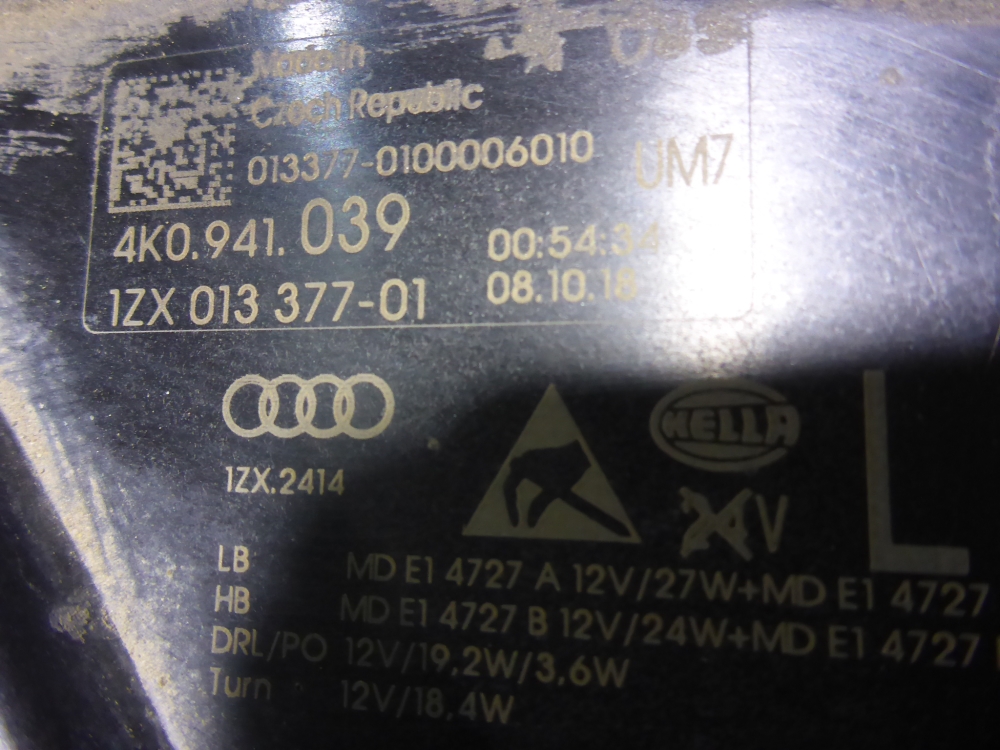 Made in
Czech Republic
013377-0100006010 UM7
4K0.941.039 00:54:34
1ZX 013 377-01 08.10.18
1ZX.2414
HELLA
24V
L
LB MD E1 4727 A 12V/27W+MD E1 4727
HB MD E1 4727 B 12V/24W+MD E1 4727
DRL/PO 12V/19,2W/3,6W
Turn 12V/18,4W